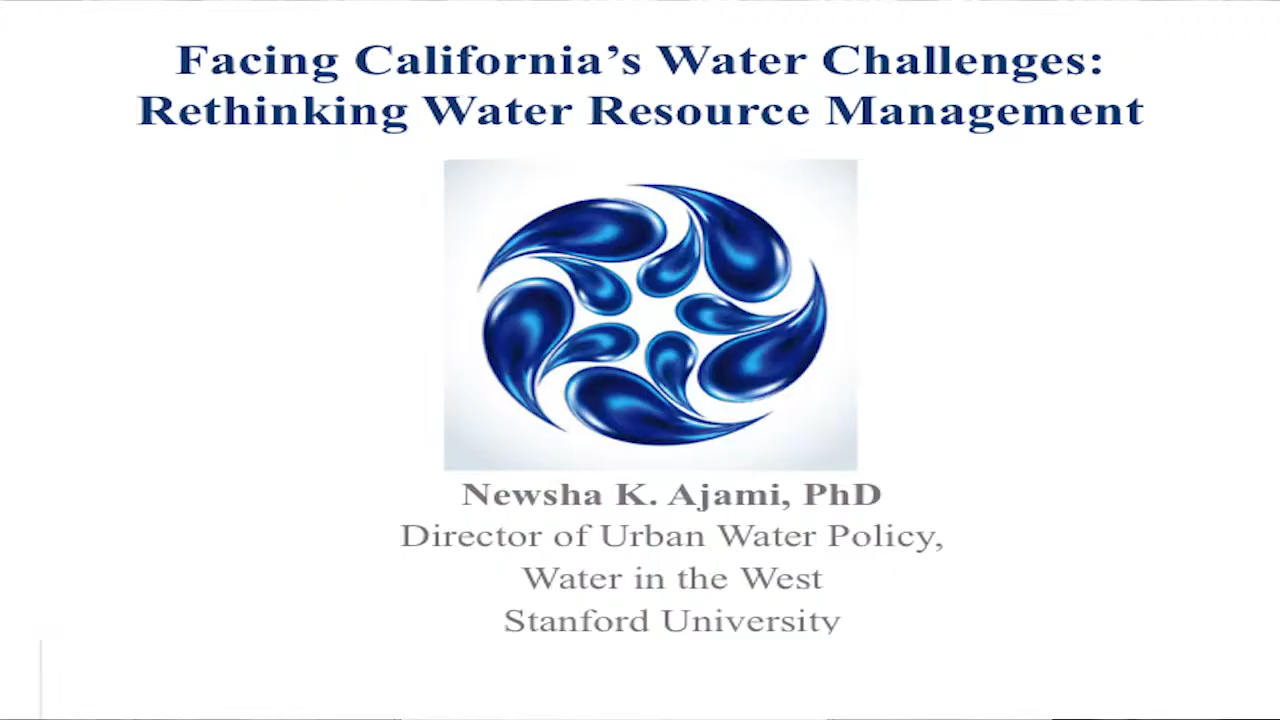 Facing California’s Water Challenges:
Rethinking Water Resource Management
Newsha K. Ajami, PhD
Director of Urban Water Policy,
Water in the West
Stanford University